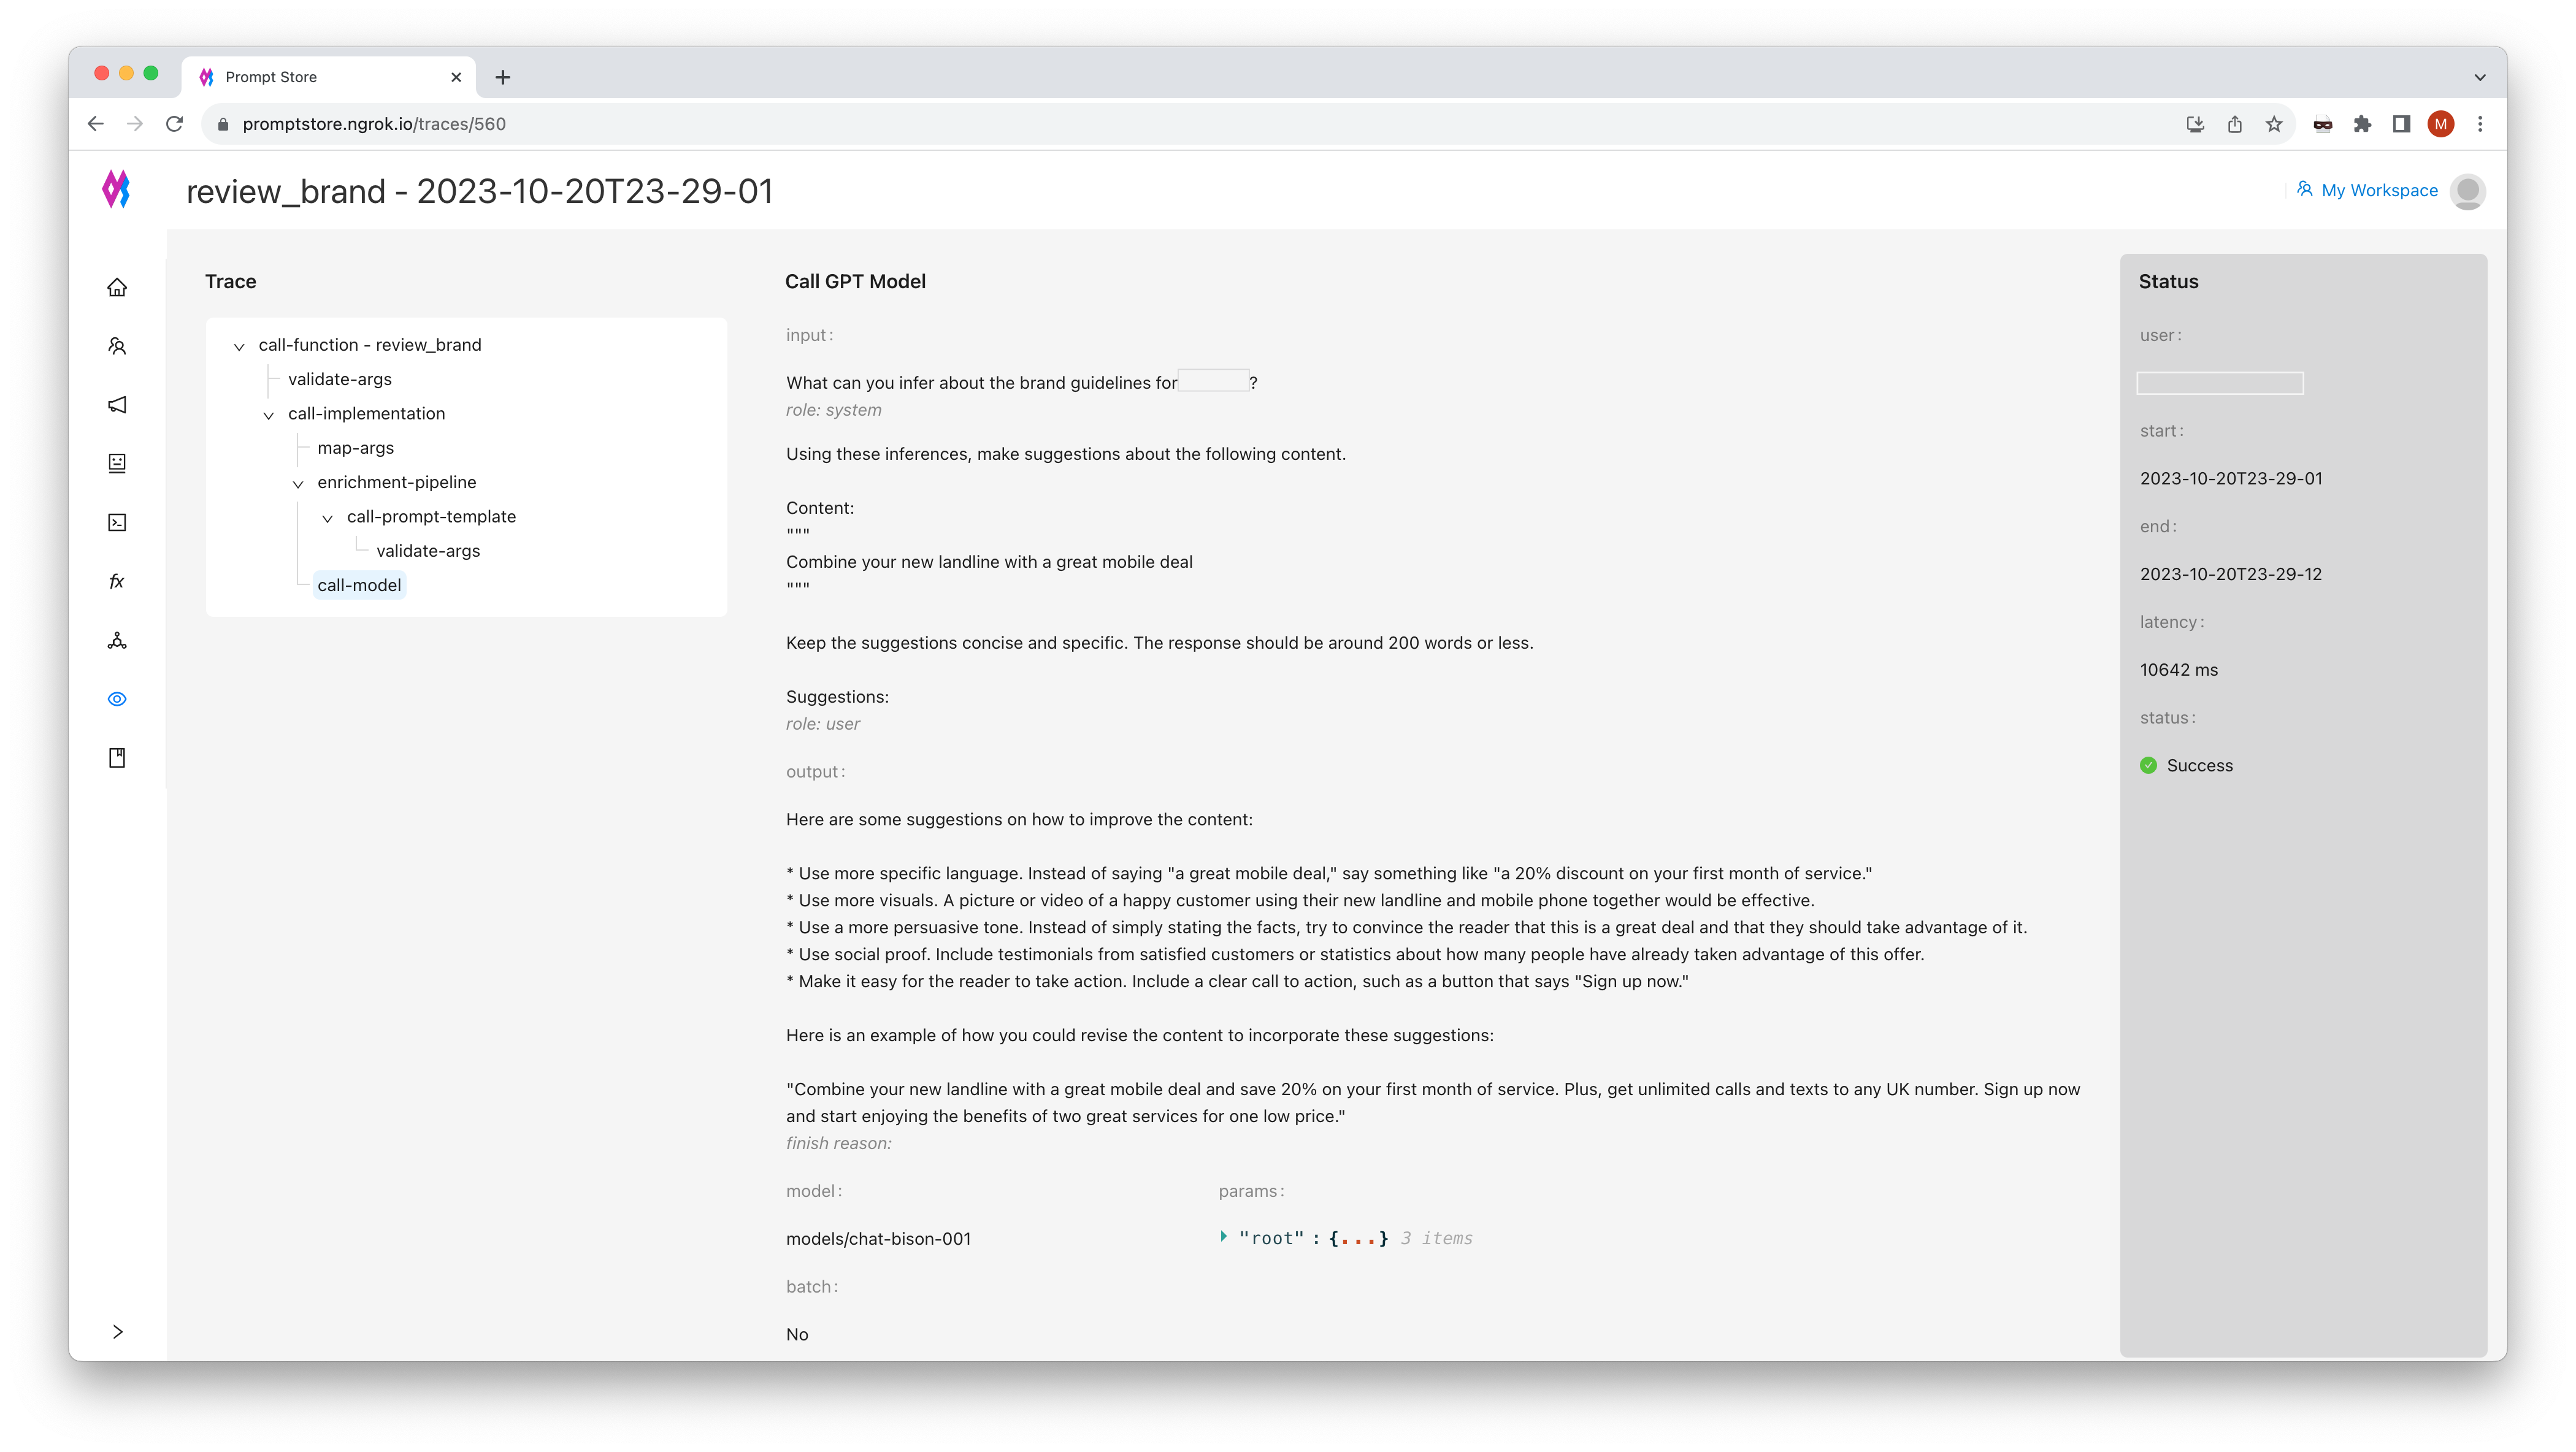 Prompt Store
promptstore.ngrok.io/traces/560
M
review_brand - 2023-10-20T23-29-01
My Workspace
Trace
call-function - review_brand
validate-args
call-implementation
map-args
enrichment-pipeline
call-prompt-template
validate-args
call-model
fx
Call GPT Model
input:
What can you infer about the brand guidelines for ?
role: system
Using these inferences, make suggestions about the following content.
Content:
"""
Combine your new landline with a great mobile deal
"""
Keep the suggestions concise and specific. The response should be around 200 words or less.
Suggestions:
role: user
output:
Here are some suggestions on how to improve the content:
* Use more specific language. Instead of saying "a great mobile deal," say something like "a 20% discount on your first month of service."
* Use more visuals. A picture or video of a happy customer using their new landline and mobile phone together would be effective.
* Use a more persuasive tone. Instead of simply stating the facts, try to convince the reader that this is a great deal and that they should take advantage of it.
* Use social proof. Include testimonials from satisfied customers or statistics about how many people have already taken advantage of this offer.
* Make it easy for the reader to take action. Include a clear call to action, such as a button that says "Sign up now."
Here is an example of how you could revise the content to incorporate these suggestions:
"Combine your new landline with a great mobile deal and save 20% on your first month of service. Plus, get unlimited calls and texts to any UK number. Sign up now
and start enjoying the benefits of two great services for one low price."
finish reason:
model:
models/chat-bison-001
params:
"root" : {...} 3 items
batch:
No
Status
user:
start:
2023-10-20T23-29-01
end:
2023-10-20T23-29-12
latency:
10642 ms
status:
Success